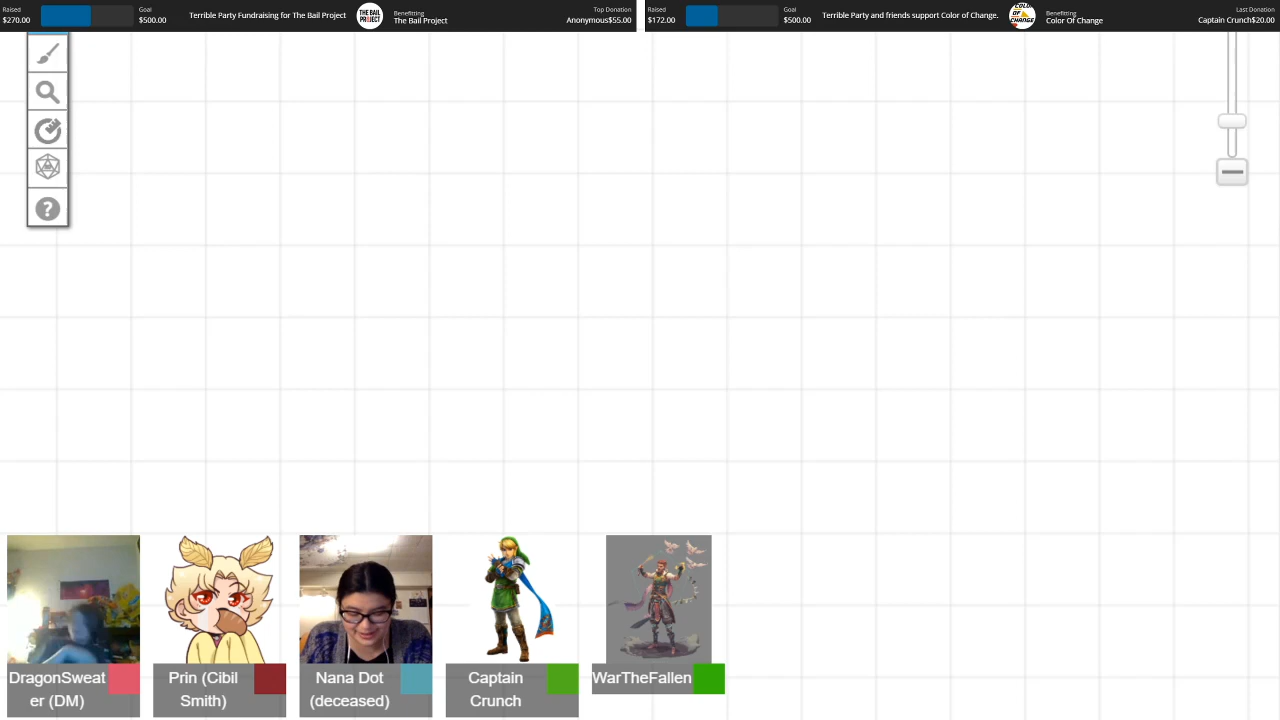 Raised
$270.00
Goal
$500.00
Terrible Party Fundraising for The Bail Project
THE BAIL
PROJECT
Benefitting
The Bail Project
Top Donation
Anonymous$55.00
Raised
$172.00
Goal
$500.00
Terrible Party and friends support Color of Change.
COLOR
OF
CHANGE
Benefitting
Color Of Change
Last Donation
Captain Crunch$20.00
?
DragonSweat
er (DM)
Prin (Cibil
Smith)
Nana Dot
(deceased)
Captain
Crunch
WarTheFallen